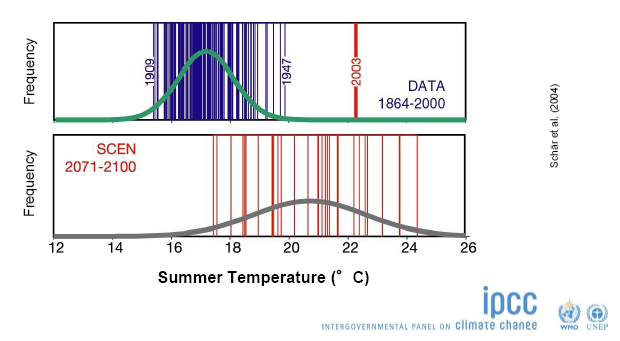 Frequency
1909
1947
2003
DATA
1864-2000
Schär et al. (2004)
Frequency
SCEN
2071-2100
12 14 16 18 20 22 24 26
Summer Temperature (° C)
ipcc
INTERGOVERNMENTAL PANEL ON climate change
WMO UNEP